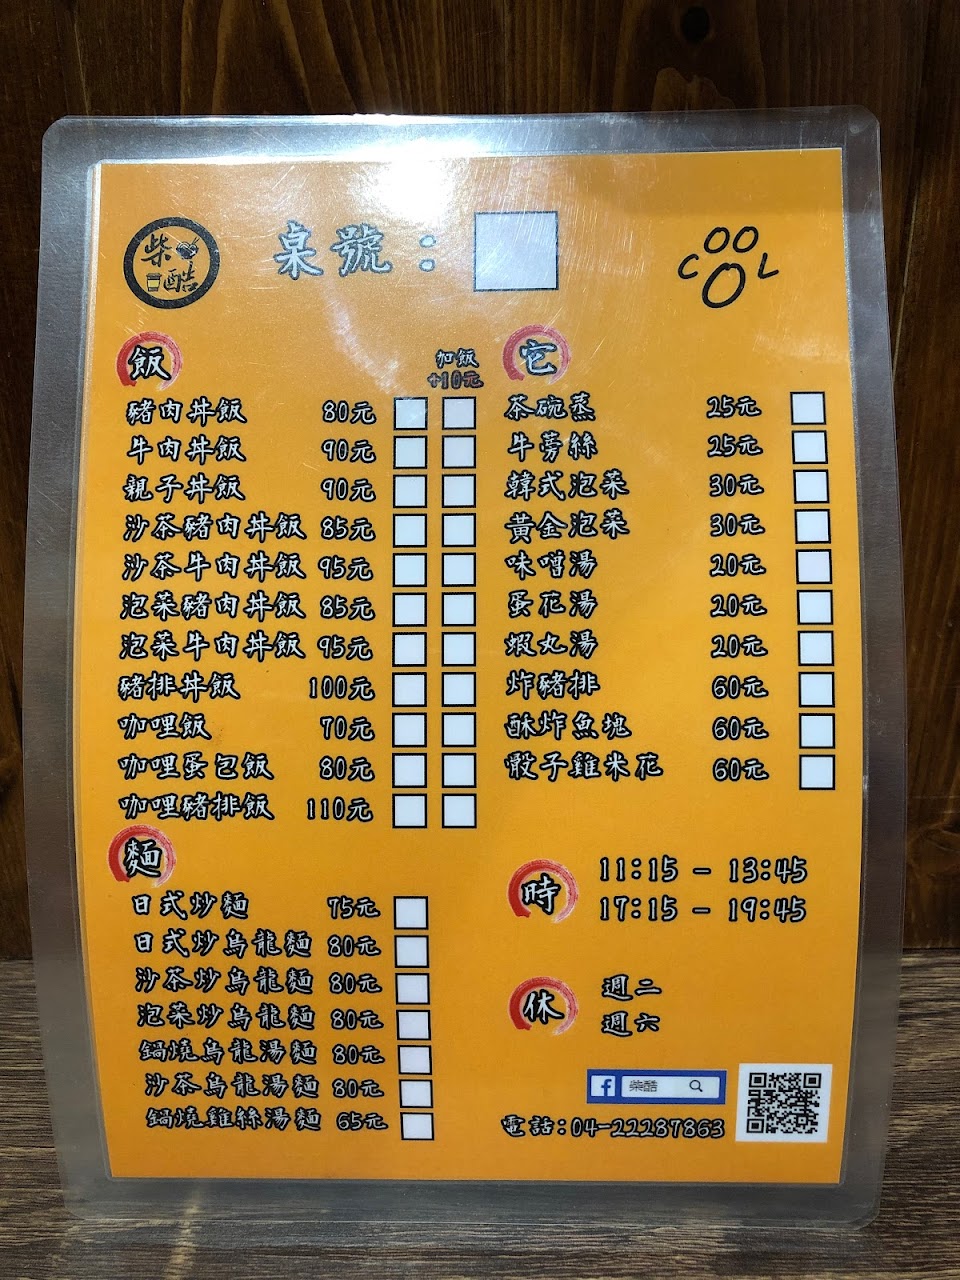 柴酷
桌號：
COOOL
飯
加飯
+10元
豬肉丼飯 80元
牛肉丼飯 90元
親子丼飯 90元
沙茶豬肉丼飯 85元
沙茶牛肉丼飯 95元
泡菜豬肉丼飯 85元
泡菜牛肉丼飯 95元
豬排丼飯 100元
咖哩飯 70元
咖哩蛋包飯 80元
咖哩豬排飯 110元
麵
日式炒麵 75元
日式炒烏龍麵 80元
沙茶炒烏龍麵 80元
泡菜炒烏龍麵 80元
鍋燒烏龍湯麵 80元
沙茶烏龍湯麵 80元
鍋燒雞絲湯麵 65元
它
茶碗蒸 25元
牛蒡絲 25元
韓式泡菜 30元
黃金泡菜 30元
味噌湯 20元
蛋花湯 20元
蝦丸湯 20元
炸豬排 60元
酥炸魚塊 60元
骰子雞米花 60元
時
11:15 - 13:45
17:15 - 19:45
休
週二
週六
f 柴酷
電話:04-22287863